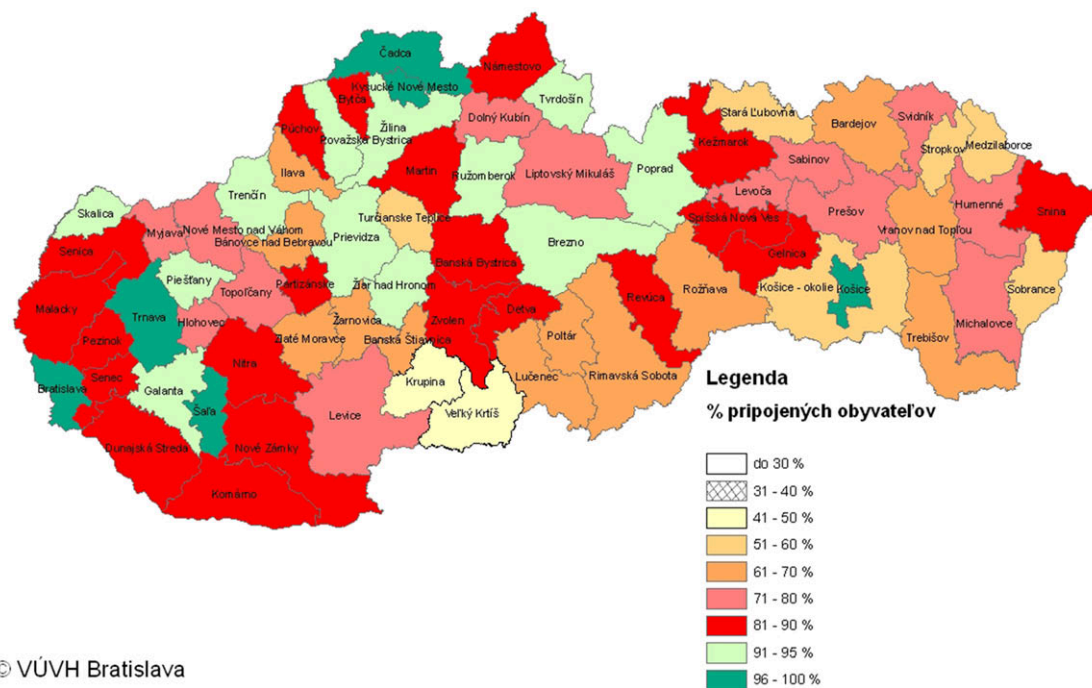 Čadca
Námestovo
Kysucké Nové Mesto
Bytča
Tvrdošín
Stará Ľubovňa
Svidník
Bardejov
Dolný Kubín
Púchov
Žilina
Považská Bystrica
Kežmarok
Stropkov
Medzilaborce
Sabinov
Martin
Ilava
Ružomberok
Liptovský Mikuláš
Poprad
Levoča
Humenné
Snina
Trenčín
Skalica
Turčianske Teplice
Spišská Nová Ves
Prešov
Myjava
Nové Mesto nad Váhom
Vranov nad Topľou
Bánovce nad Bebravou
Prievidza
Brezno
Senica
Gelnica
Banská Bystrica
Piešťany
Partizánske
Žiar nad Hronom
Košice - okolie
Košice
Sobrance
Topoľčany
Revúca
Rožňava
Malacky
Trnava
Detva
Hlohovec
Žarnovica
Zvolen
Michalovce
Pezinok
Zlaté Moravce
Banská Štiavnica
Poltár
Trebišov
Nitra
Lučenec
Rimavská Sobota
Bratislava
Senec
Galanta
Krupina
Šaľa
Levice
Veľký Krtíš
Dunajská Streda
Nové Zámky
Komárno
Legenda
% pripojených obyvateľov
do 30 %
31 - 40 %
41 - 50 %
51 - 60 %
61 - 70 %
71 - 80 %
81 - 90 %
91 - 95 %
96 - 100 %
© VÚVH Bratislava